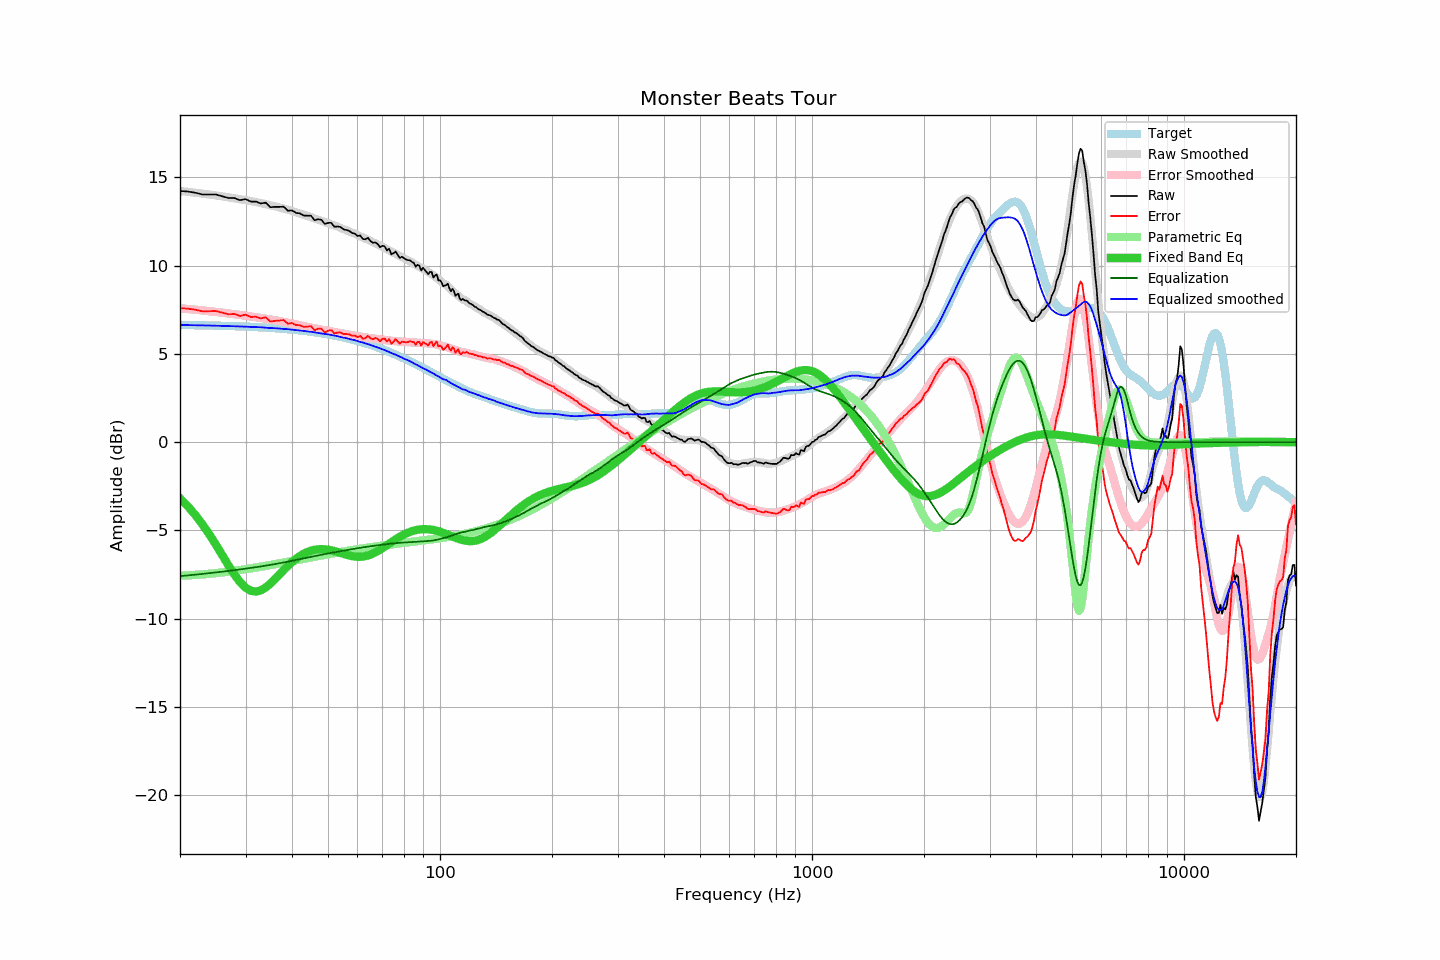 Monster Beats Tour
Target
Raw Smoothed
Error Smoothed
Raw
Error
Parametric Eq
Fixed Band Eq
Equalization
Equalized smoothed
Amplitude (dBr)
15
10
5
0
−5
−10
−15
−20
100
1000
10000
Frequency (Hz)